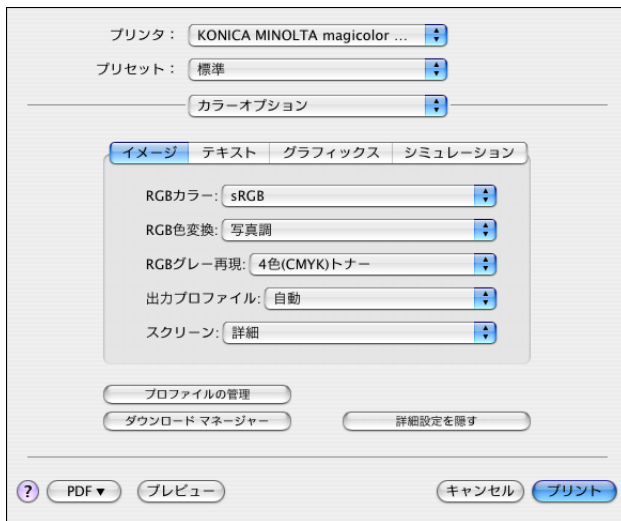 プリンタ： KONICA MINOLTA magicolor ...
プリセット： 標準
カラーオプション
イメージ テキスト グラフィックス シミュレーション
RGBカラー: sRGB
RGB色変換: 写真調
RGBグレー再現: 4色(CMYK)トナー
出力プロファイル: 自動
スクリーン: 詳細
プロファイルの管理
ダウンロード マネージャー 詳細設定を隠す
? PDF▼ プレビュー キャンセル プリント